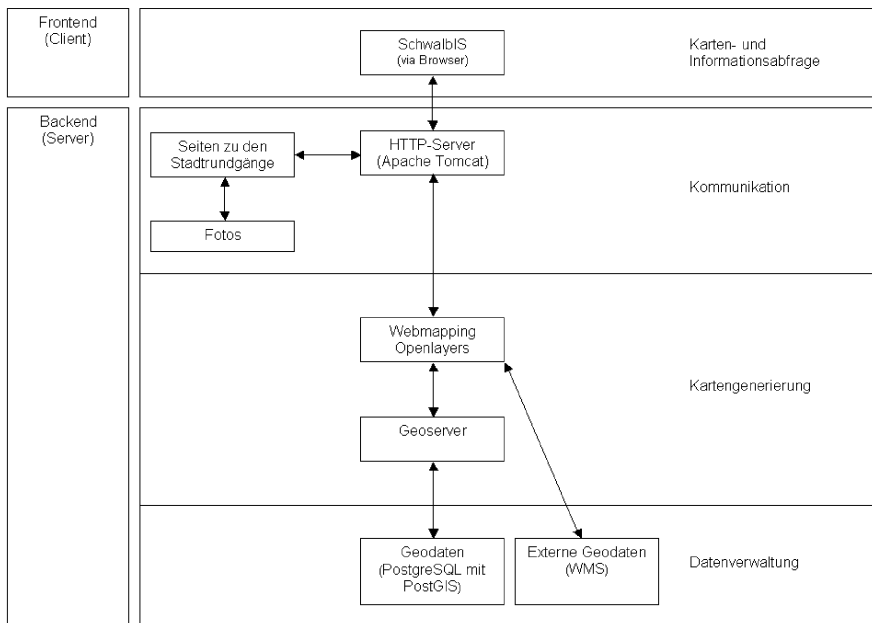 Frontend
(Client)
SchwalbIS
(via Browser)
Karten- und
Informationsabfrage
Backend
(Server)
Seiten zu den
Stadtrundgänge
HTTP-Server
(Apache Tomcat)
Kommunikation
Fotos
Webmapping
Openlayers
Kartengenerierung
Geoserver
Geodaten
(PostgreSQL mit
PostGIS)
Externe Geodaten
(WMS)
Datenverwaltung